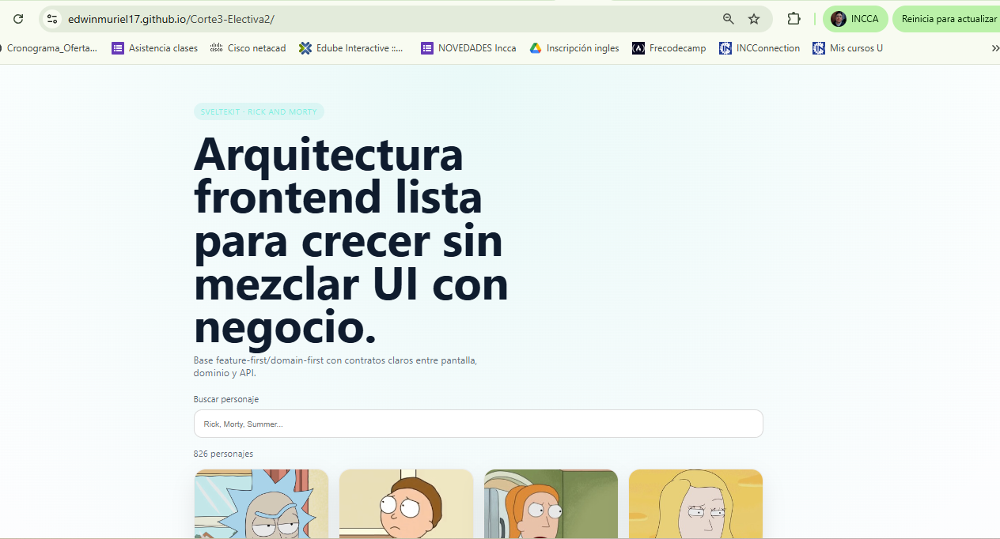 edwinmuriel17.github.io/Corte3-Electiva2/
INCCA
Reinicia para actualizar
Cronograma_Oferta...
Asistencia clases
cisco
Cisco netacad
Edube Interactive ::...
NOVEDADES Incca
Inscripción ingles
Frecodecamp
INCConnection
Mis cursos U
SVELTEKIT · RICK AND MORTY
Arquitectura
frontend lista
para crecer sin
mezclar UI con
negocio.
Base feature-first/domain-first con contratos claros entre pantalla,
dominio y API.
Buscar personaje
Rick, Morty, Summer...
826 personajes